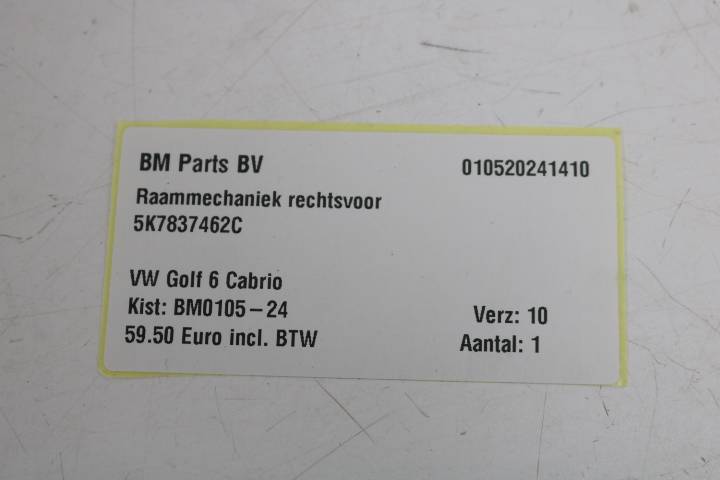 BM Parts BV 010520241410
Raammechaniek rechtsvoor
5K7837462C
VW Golf 6 Cabrio
Kist: BM0105-24 Verz: 10
59.50 Euro incl. BTW Aantal: 1